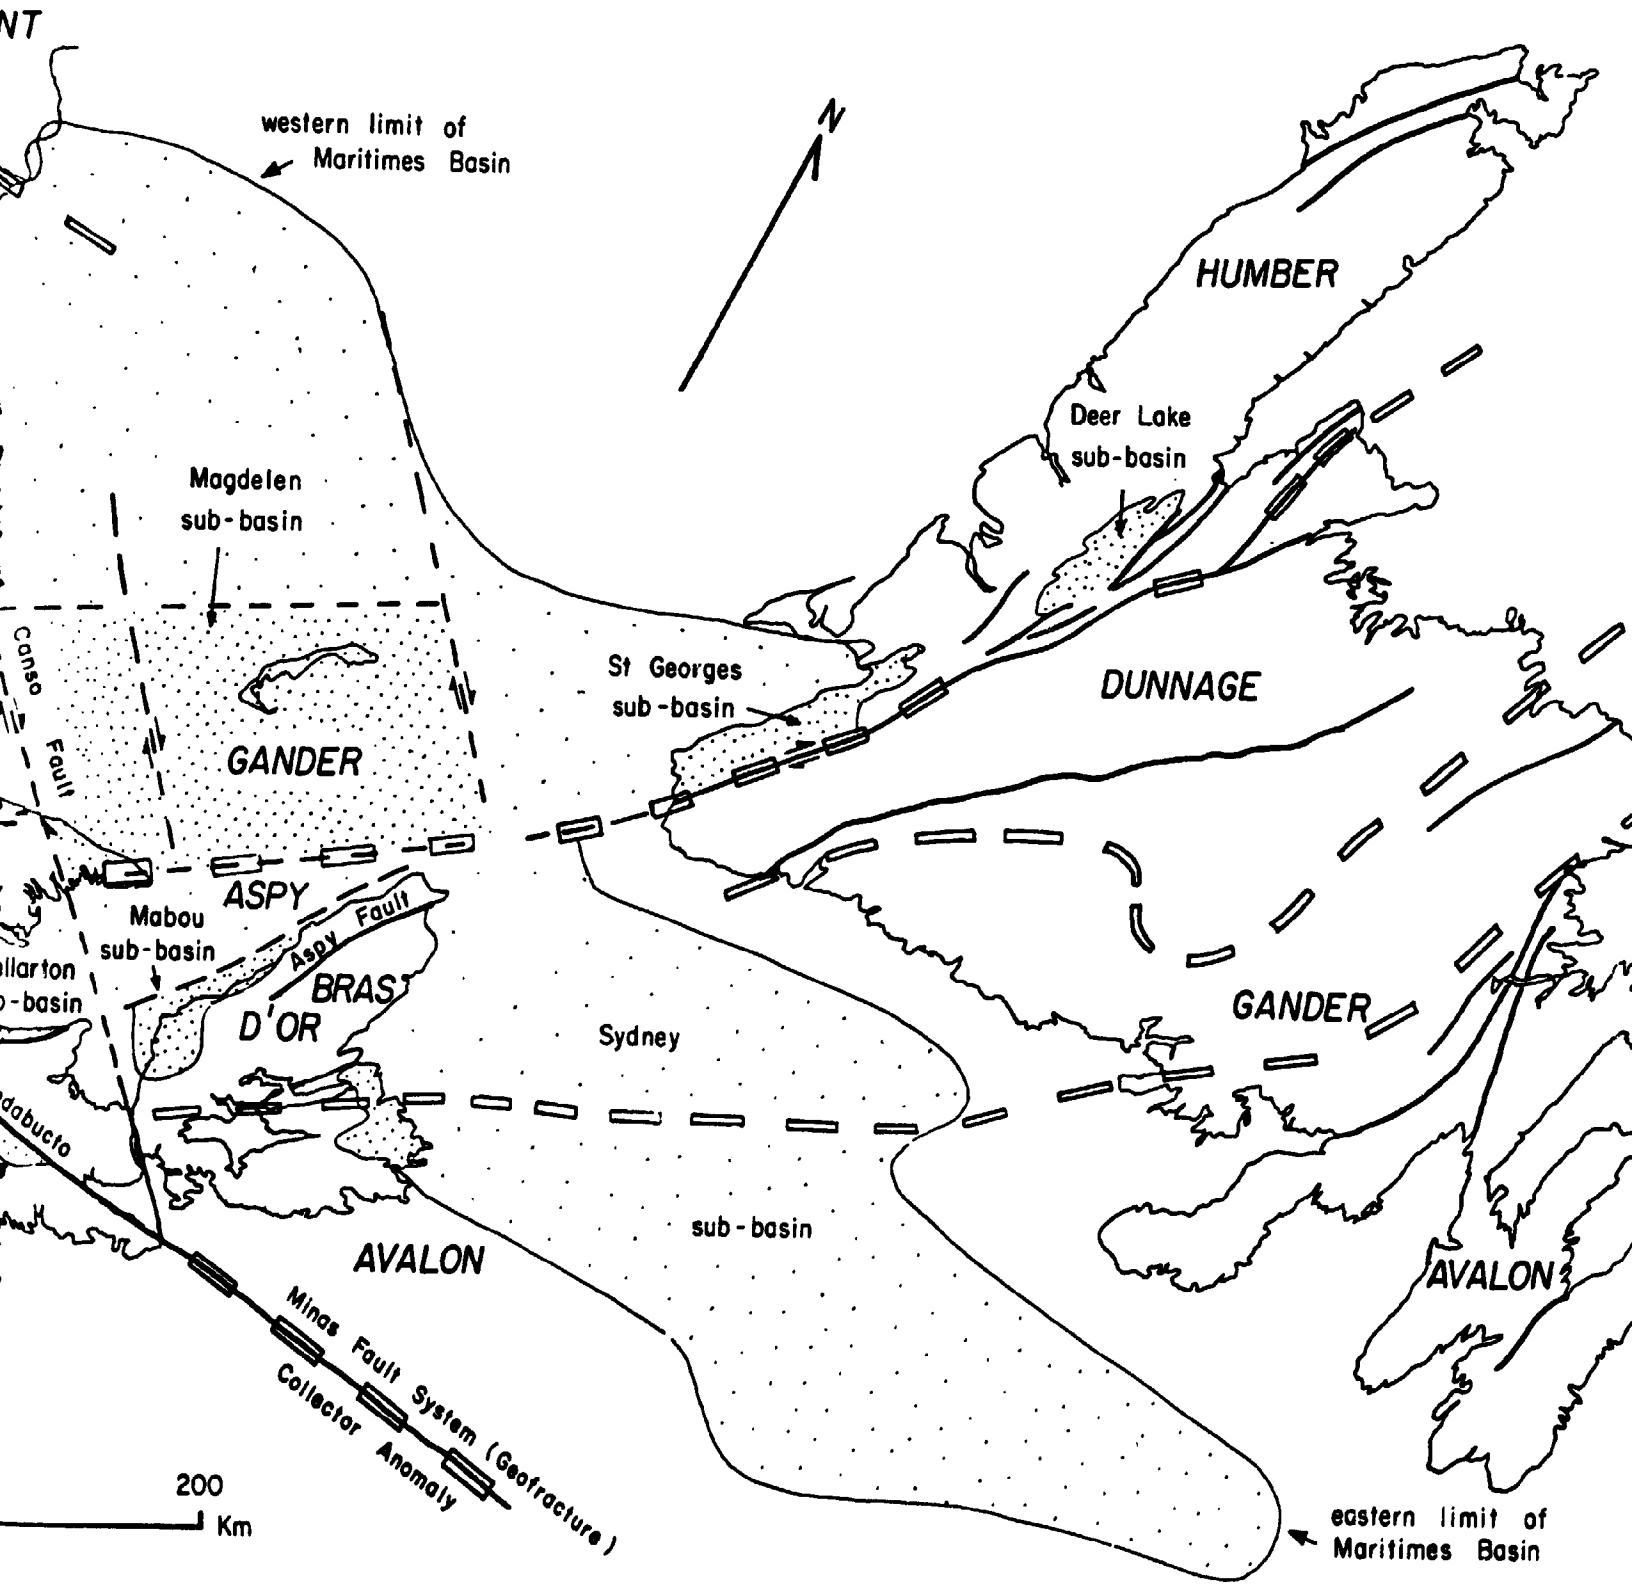 NT
western limit of
Maritimes Basin
N
HUMBER
Deer Lake
sub-basin
Magdelen
sub-basin
Canso
Fault
St Georges
sub-basin
DUNNAGE
GANDER
ASPY
Mabou
sub-basin
Aspy Fault
ellarton
b-basin
BRAS
D'OR
GANDER
Sydney
sub-basin
edabucto
AVALON
AVALON
Minas Fault System (Geofracture)
Collector Anomaly
200
Km
eastern limit of
Maritimes Basin